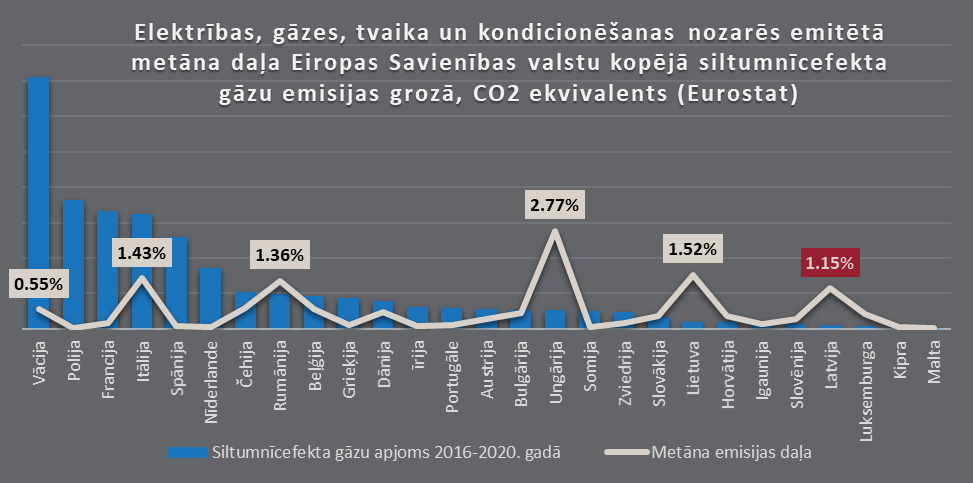 Elektrības, gāzes, tvaika un kondicionēšanas nozarēs emitētā
metāna daļa Eiropas Savienības valstu kopējā siltumnīcefekta
gāzu emisijas grozā, CO2 ekvivalents (Eurostat)
2.77%
1.43%
1.36%
1.52%
1.15%
0.55%
Vācija
Polija
Francija
Itālija
Spānija
Nīderlande
Čehija
Rumānija
Beļģija
Grieķija
Dānija
Īrija
Portugāle
Austrija
Bulgārija
Ungārija
Somija
Zviedrija
Slovākija
Lietuva
Horvātija
Igaunija
Slovēnija
Latvija
Luksemburga
Kipra
Malta
Siltumnīcefekta gāzu apjoms 2016-2020. gadā
Metāna emisijas daļa